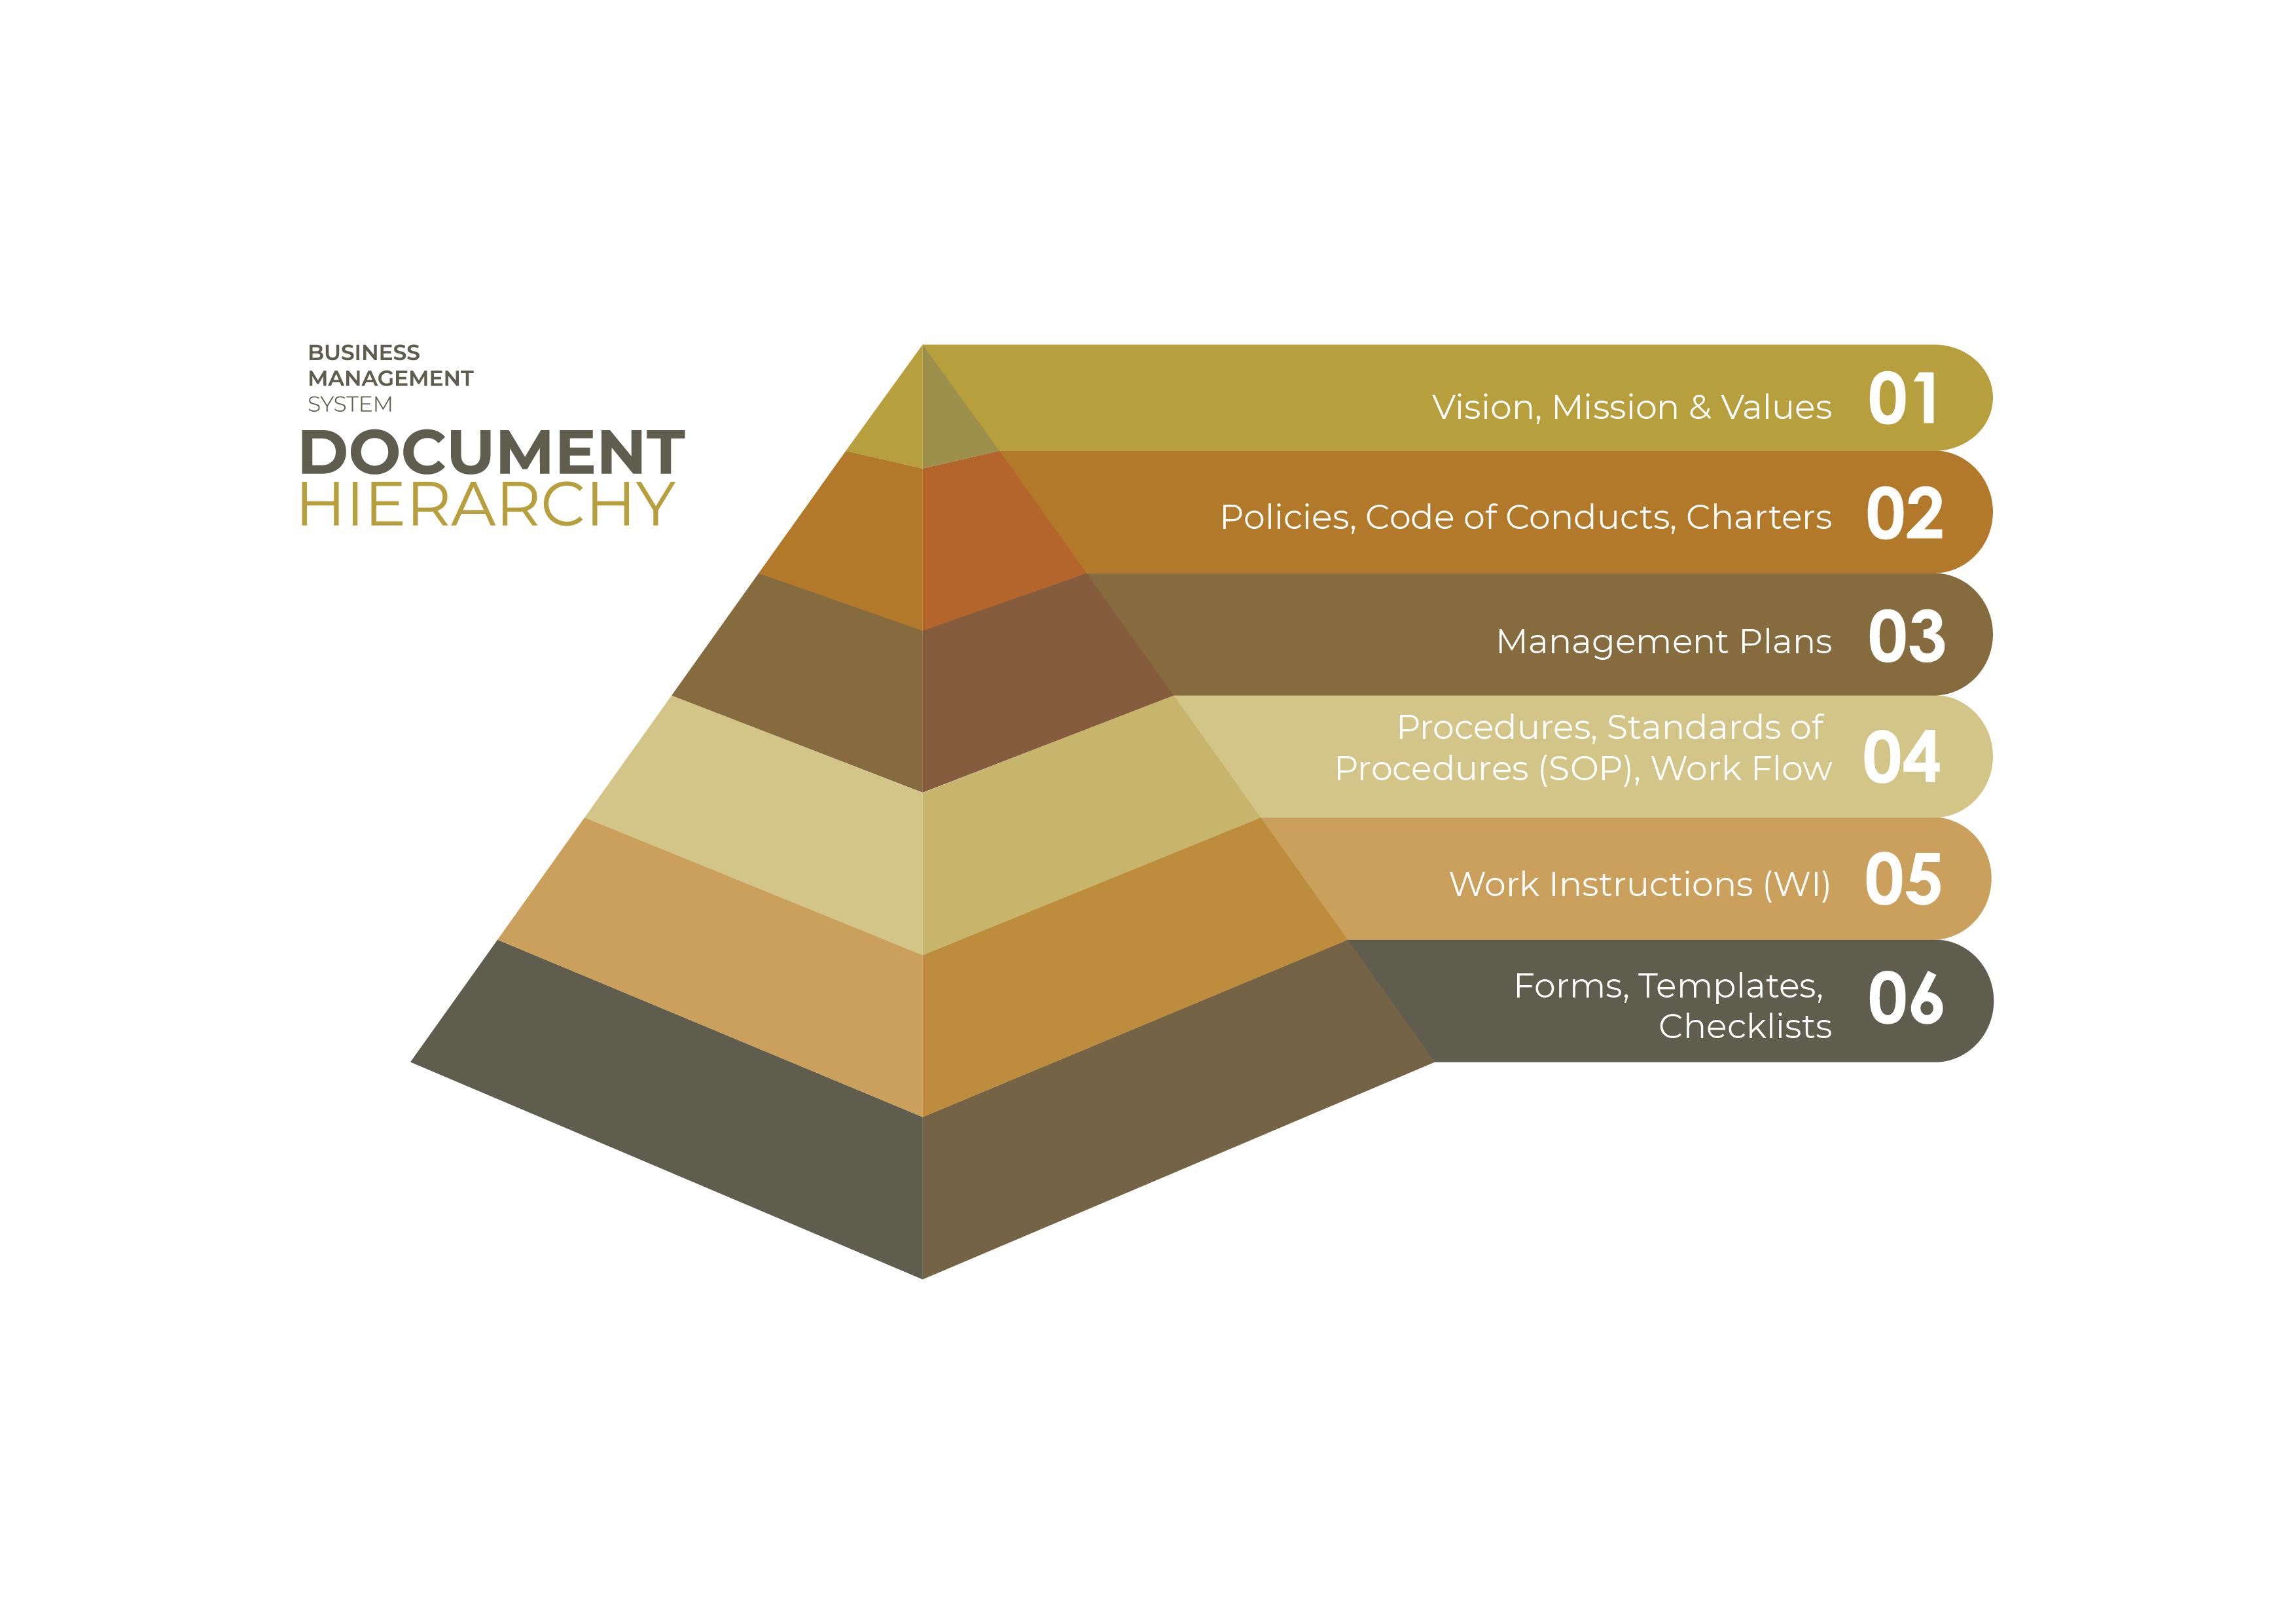 BUSINESS
MANAGEMENT
SYSTEM
DOCUMENT
HIERARCHY
Vision, Mission & Values 01
Policies, Code of Conducts, Charters 02
Management Plans 03
Procedures, Standards of
Procedures (SOP), Work Flow 04
Work Instructions (WI) 05
Forms, Templates,
Checklists 06